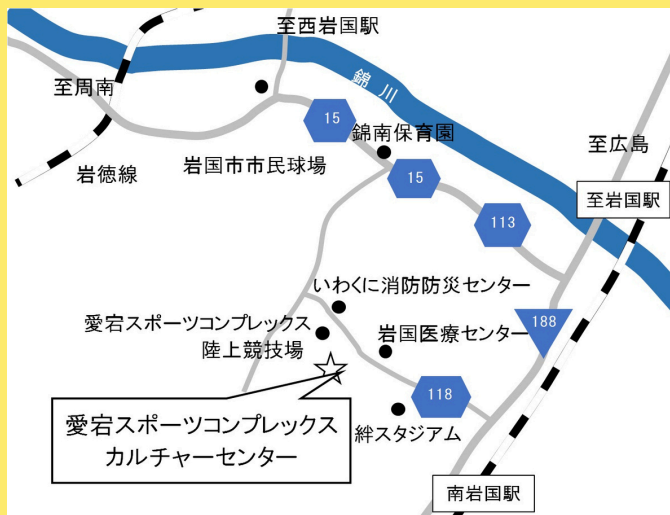 至西岩国駅
至周南
錦川
15
錦南保育園
至広島
岩徳線
岩国市市民球場
15
至岩国駅
113
いわくに消防防災センター
愛宕スポーツコンプレックス
陸上競技場
岩国医療センター
188
118
愛宕スポーツコンプレックス
カルチャーセンター
絆スタジアム
南岩国駅